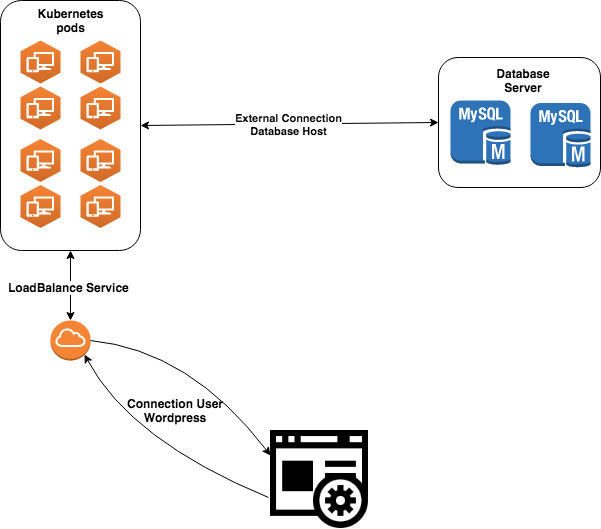 Kubernetes
pods
Database
Server
MySQL
M
MySQL
M
External Connection
Database Host
LoadBalance Service
Connection User
Wordpress